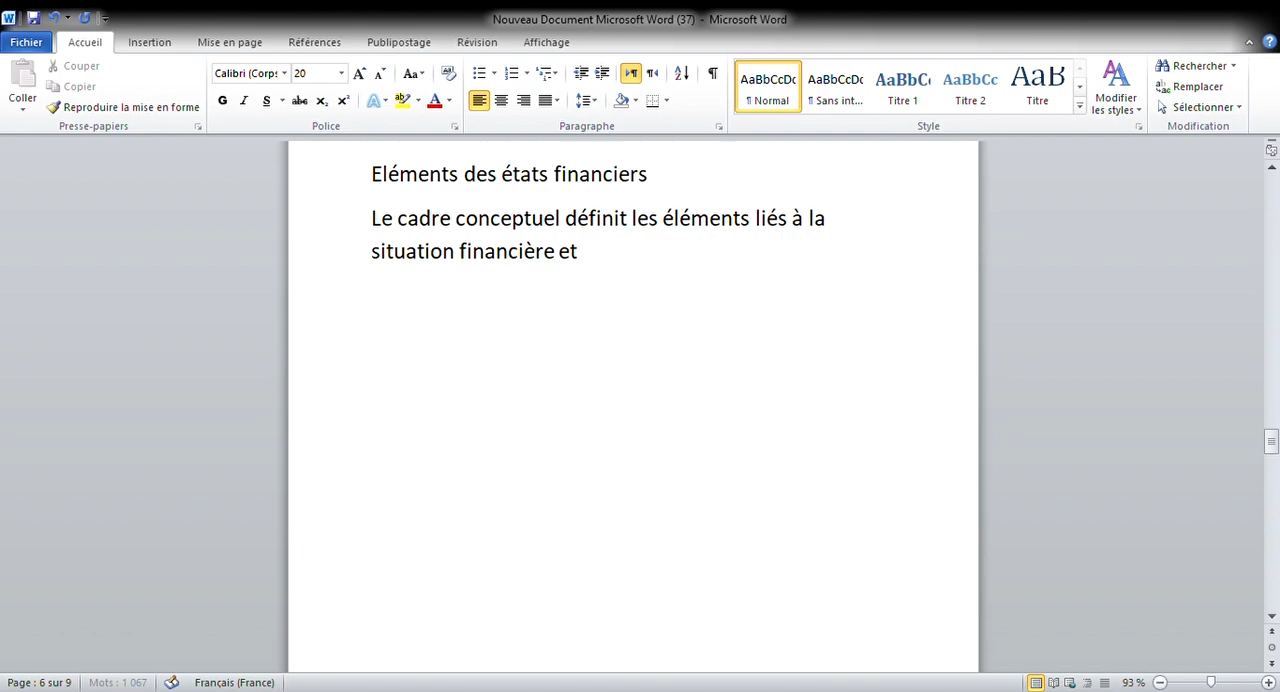 Nouveau Document Microsoft Word (37) - Microsoft Word
Fichier Accueil Insertion Mise en page Références Publipostage Révision Affichage
Coller
Couper
Copier
Reproduire la mise en forme
Presse-papiers
Calibri (Corps 20
G I S abc x₂ x²
Police
Paragraphe
AaBbCcDc AaBbCcDc AaBbC AaBbCc AaB
¶ Normal ¶ Sans int... Titre 1 Titre 2 Titre
Modifier
les styles
Style
Rechercher
Remplacer
Sélectionner
Modification
Eléments des états financiers
Le cadre conceptuel définit les éléments liés à la
situation financière et
Page : 6 sur 9 Mots : 1 067 Français (France) 93 %